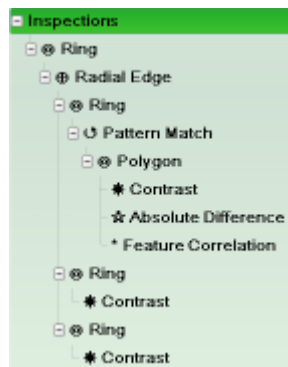 Inspections
Ring
Radial Edge
Ring
Pattern Match
Polygon
Contrast
Absolute Difference
* Feature Correlation
Ring
Contrast
Ring
Contrast